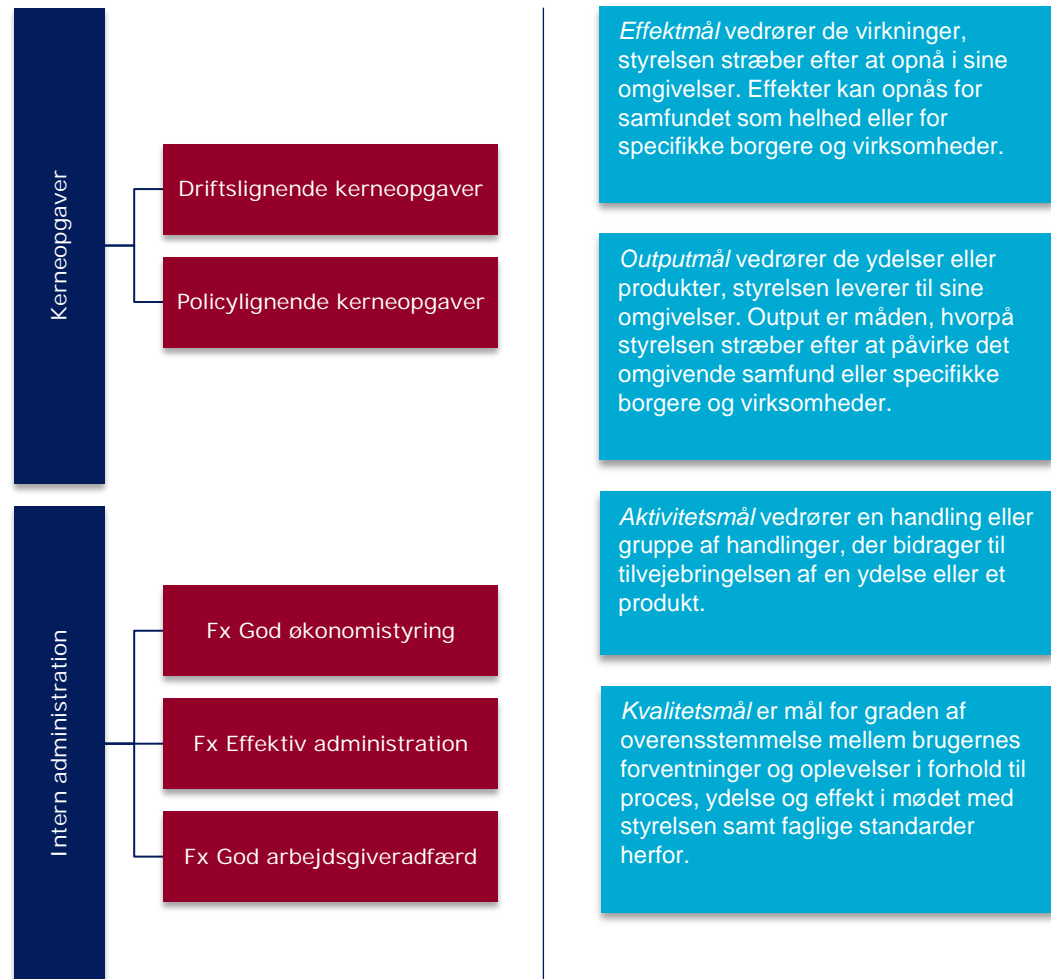 Kerneopgaver
Driftslignende kerneopgaver
Policylignende kerneopgaver
Intern administration
Fx God økonomistyring
Fx Effektiv administration
Fx God arbejdsgiveradfærd
Effektmål vedrører de virkninger,
styrelsen stræber efter at opnå i sine
omgivelser. Effekter kan opnås for
samfundet som helhed eller for
specifikke borgere og virksomheder.
Outputmål vedrører de ydelser eller
produkter, styrelsen leverer til sine
omgivelser. Output er måden, hvorpå
styrelsen stræber efter at påvirke det
omgivende samfund eller specifikke
borgere og virksomheder.
Aktivitetsmål vedrører en handling eller
gruppe af handlinger, der bidrager til
tilvejebringelsen af en ydelse eller et
produkt.
Kvalitetsmål er mål for graden af
overensstemmelse mellem brugernes
forventninger og oplevelser i forhold til
proces, ydelse og effekt i mødet med
styrelsen samt faglige standarder
herfor.